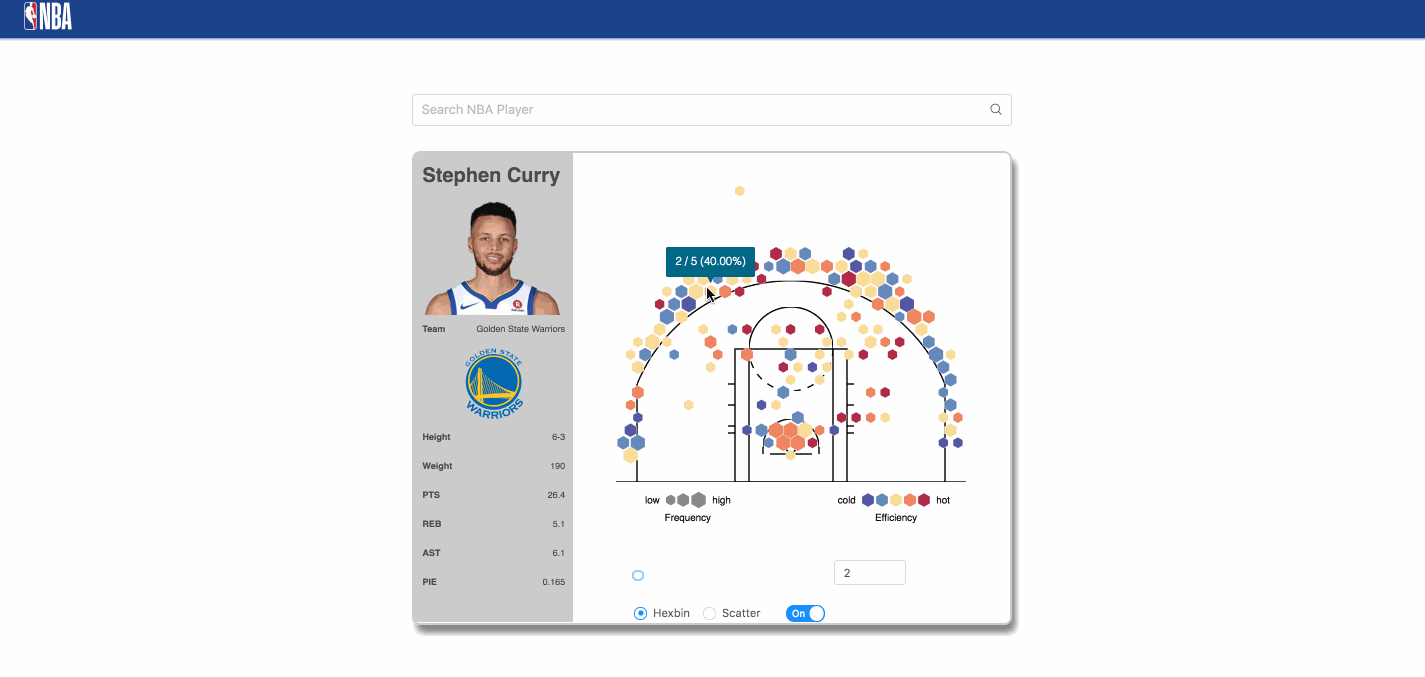 NBA
Search NBA Player
Stephen Curry
Team Golden State Warriors
GOLDEN STATE
WARRIORS
Height 6-3
Weight 190
PTS 26.4
REB 5.1
AST 6.1
PIE 0.165
2 / 5 (40.00%)
low high
Frequency
cold hot
Efficiency
2
Hexbin Scatter On